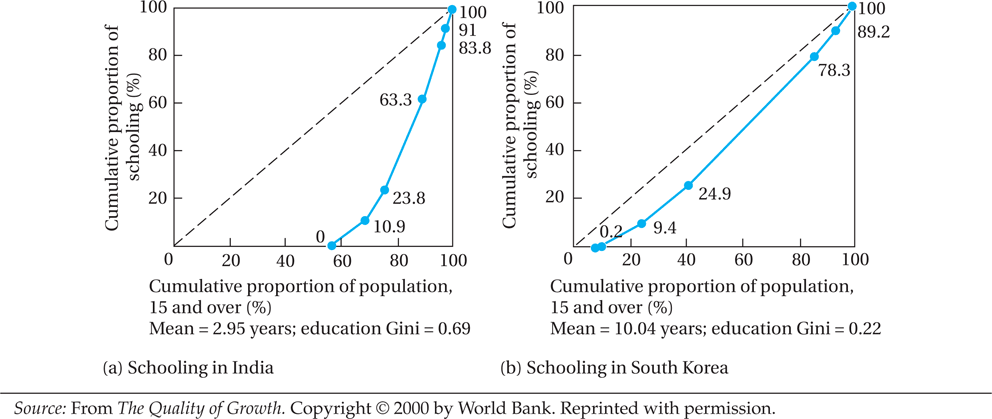 Cumulative proportion of
schooling (%)
100
80
60
40
20
0
20
40
60
80
100
0
10.9
23.8
63.3
83.8
91
100
Cumulative proportion of population,
15 and over (%)
Mean = 2.95 years; education Gini = 0.69
(a) Schooling in India
Cumulative proportion of
schooling (%)
100
80
60
40
20
0
20
40
60
80
100
0.2
9.4
24.9
78.3
89.2
100
Cumulative proportion of population,
15 and over (%)
Mean = 10.04 years; education Gini = 0.22
(b) Schooling in South Korea
Source: From The Quality of Growth. Copyright © 2000 by World Bank. Reprinted with permission.